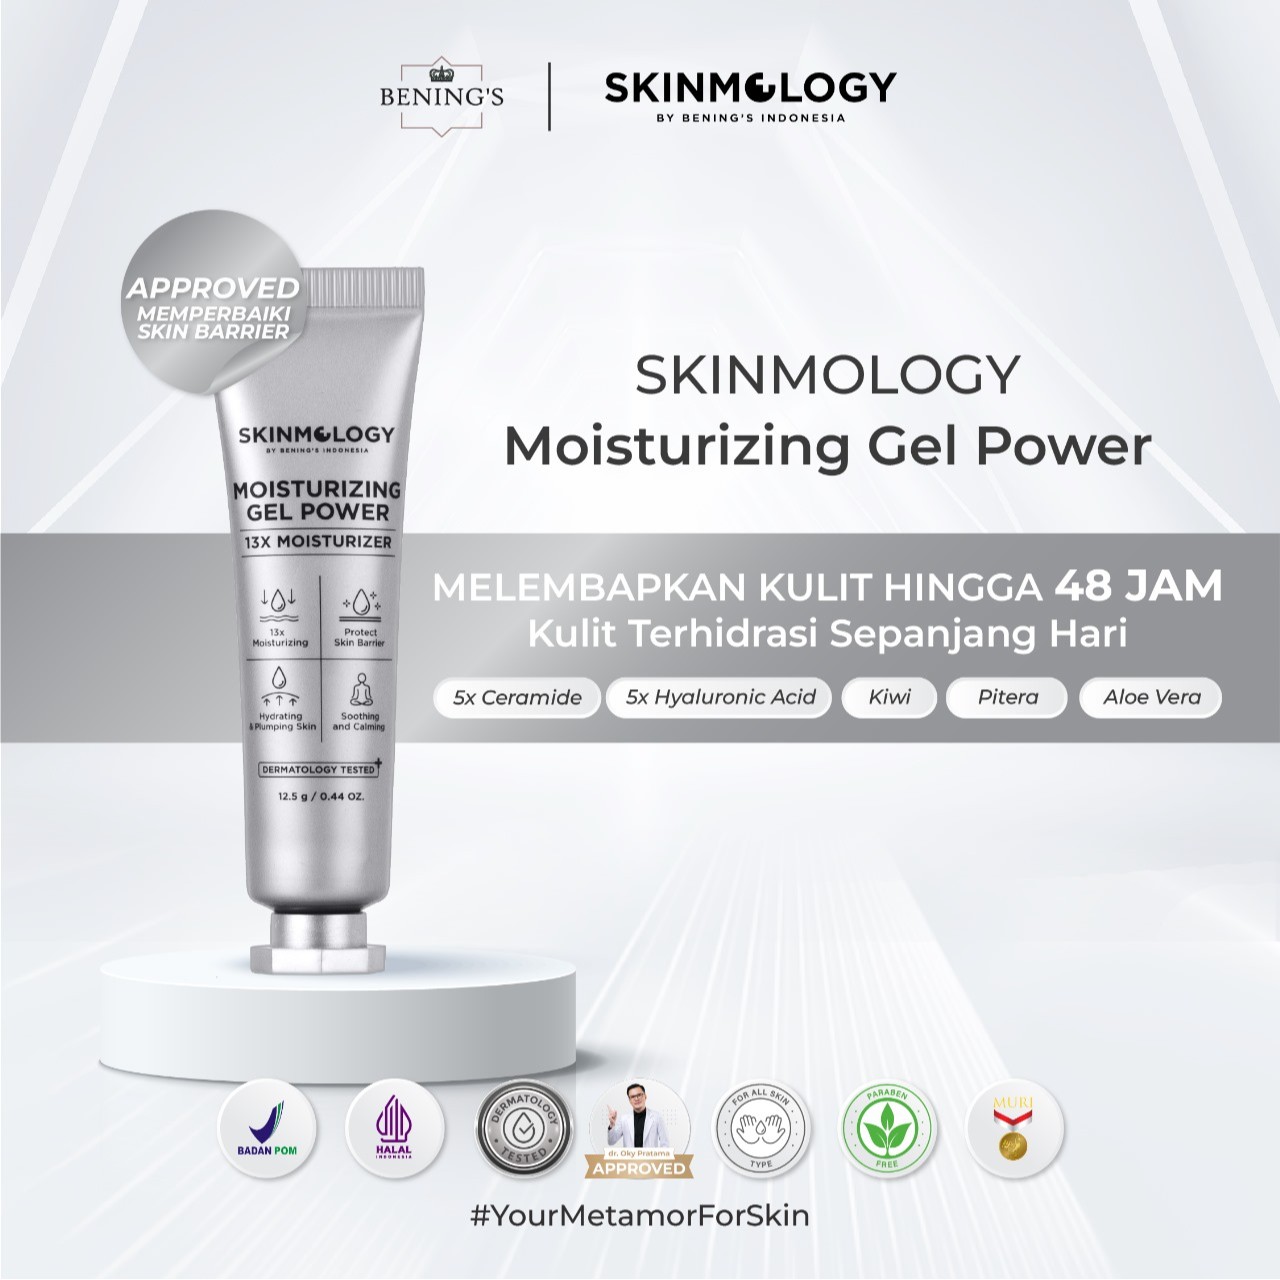 BENING'S
SKINMOLOGY
BY BENING'S INDONESIA
APPROVED
MEMPERBAIKI
SKIN BARRIER
SKINMOLOGY
BY BENING'S INDONESIA
MOISTURIZING
GEL POWER
13X MOISTURIZER
13x
Moisturizing
Protect
Skin Barrier
Hydrating
& Plumping Skin
Soothing
and Calming
DERMATOLOGY TESTED
12.5 g / 0.44 OZ.
SKINMOLOGY
Moisturizing Gel Power
MELEMBAPKAN KULIT HINGGA 48 JAM
Kulit Terhidrasi Sepanjang Hari
5x Ceramide
5x Hyaluronic Acid
Kiwi
Pitera
Aloe Vera
BADAN POM
HALAL
INDONESIA
DERMATOLOGY
TESTED
dr. Oky Pratama
APPROVED
FOR ALL SKIN
TYPE
PARABEN
FREE
MURI
#YourMetamorForSkin